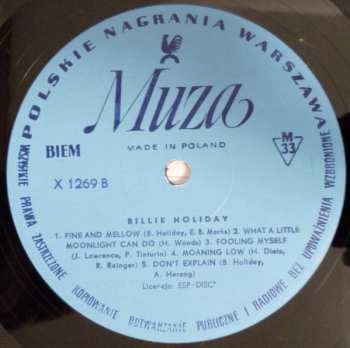 POLSKIE NAGRANIA WARSZAWA
Muza
MADE IN POLAND
BIEM
M
33
X 1269 B
BILLIE HOLIDAY
1. FINE AND MELLOW (B. Holiday, E. B. Marks) 2. WHAT A LITTLE
MOONLIGHT CAN DO (H. Woods) 3. FOOLING MYSELF
(J. Lawrence, P. Tinturin) 4. MOANING LOW (H. Dietz,
R. Rainger) 5. DON'T EXPLAIN (B. Holiday,
A. Herzog)
Licencja: ESP-DISC'
WSZYSTKIE PRAWA ZASTRZEŻONE KOPIOWANIE ODTWARZANIE PUBLICZNE I RADIOWE BEZ UPOWAŻNIENIA WZBRONIONE